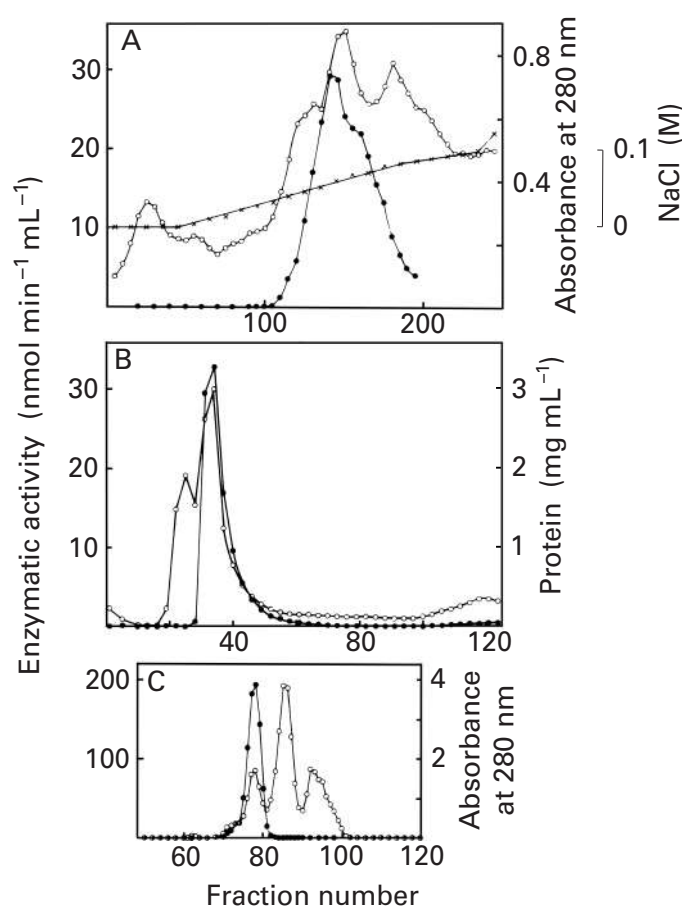 A
30
20
10
100
200
0.8
0.4
Absorbance at 280 nm
0.1
0
NaCl (M)
Enzymatic activity (nmol min⁻¹ mL⁻¹)
B
30
20
10
40
80
120
3
2
1
Protein (mg mL⁻¹)
C
200
100
60
80
100
120
4
2
Absorbance
at 280 nm
Fraction number